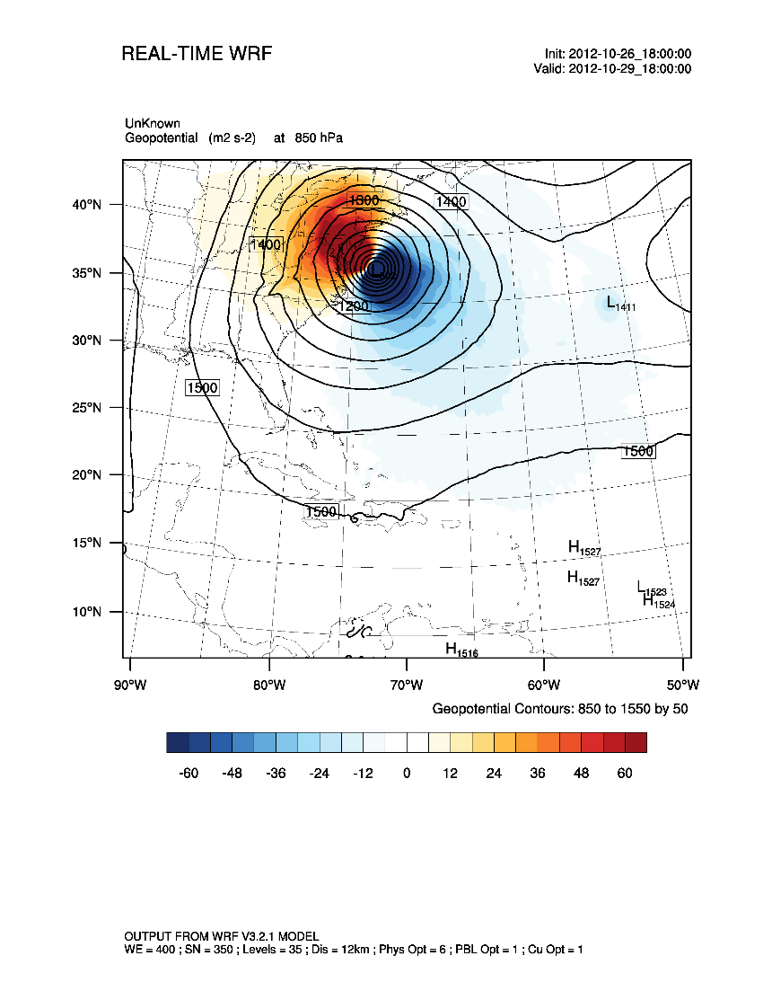 REAL-TIME WRF
Init: 2012-10-26_18:00:00
Valid: 2012-10-29_18:00:00
UnKnown
Geopotential (m2 s-2) at 850 hPa
40°N
35°N
30°N
25°N
20°N
15°N
10°N
1300
1400
1400
1200
L1411
1500
1500
1500
H1527
H1527
L1523
H1524
H1516
90°W 80°W 70°W 60°W 50°W
Geopotential Contours: 850 to 1550 by 50
-60 -48 -36 -24 -12 0 12 24 36 48 60
OUTPUT FROM WRF V3.2.1 MODEL
WE = 400 ; SN = 350 ; Levels = 35 ; Dis = 12km ; Phys Opt = 6 ; PBL Opt = 1 ; Cu Opt = 1